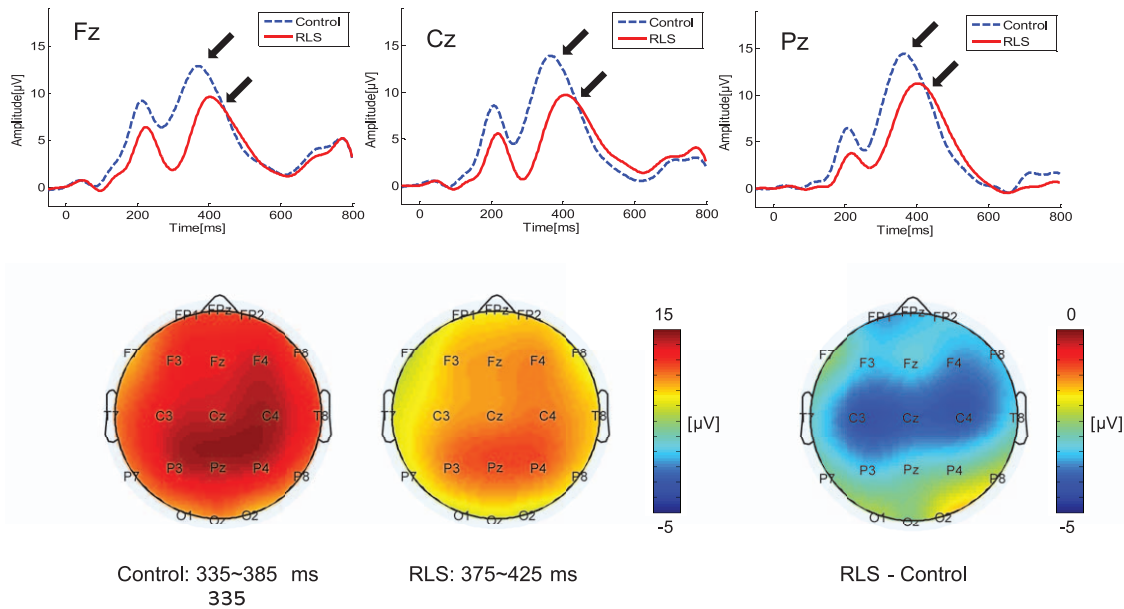 Fz
Control
RLS
15
10
5
0
Amplitude[µV]
0 200 400 600 800
Time[ms]
Cz
Control
RLS
15
10
5
0
Amplitude[µV]
0 200 400 600 800
Time[ms]
Pz
Control
RLS
15
10
5
0
Amplitude[µV]
0 200 400 600 800
Time[ms]
FP1 FPz FP2
F7 F3 Fz F4 F8
T7 C3 Cz C4 T8
P7 P3 Pz P4 P8
O1 Oz O2
FP1 FPz FP2
F7 F3 Fz F4 F8
T7 C3 Cz C4 T8
P7 P3 Pz P4 P8
O1 Oz O2
15
[µV]
-5
FP1 FPz FP2
F7 F3 Fz F4 F8
T7 C3 Cz C4 T8
P7 P3 Pz P4 P8
O1 Oz O2
0
[µV]
-5
Control: 335~385 ms
335
RLS: 375~425 ms
RLS - Control